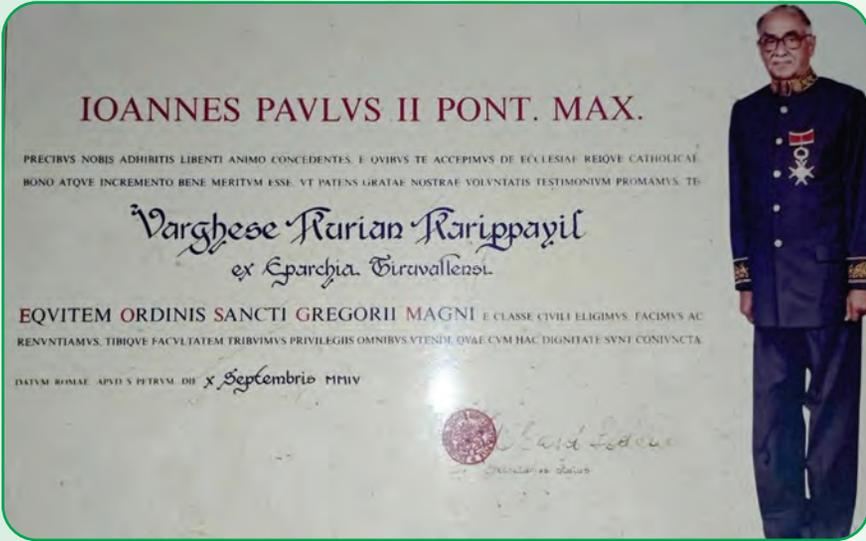 IOANNES PAVLVS II PONT. MAX.
PRECIBVS NOBIS ADHIBITIS LIBENTI ANIMO CONCEDENTES, E QVIBVS TE ACCEPIMVS DE ECCLESIAE REIQVE CATHOLICAE
BONO ATQVE INCREMENTO BENE MERITVM ESSE, VT PATENS GRATAE NOSTRAE VOLVNTATIS TESTIMONIVM PROMAMVS, TE
Varghese Kurian Karippayil
ex Eparchia Tiruvallensi
EQVITEM ORDINIS SANCTI GREGORII MAGNI E CLASSE CIVILI ELIGIMVS, FACIMVS AC
RENVNTIAMVS, TIBIQVE FACVLTATEM TRIBVIMVS PRIVILEGIIS OMNIBVS VTENDI, QVAE CVM HAC DIGNITATE SVNT CONIVNCTA.
DATVM ROMAE, APVD S. PETRVM, DIE X Septembris MMIV